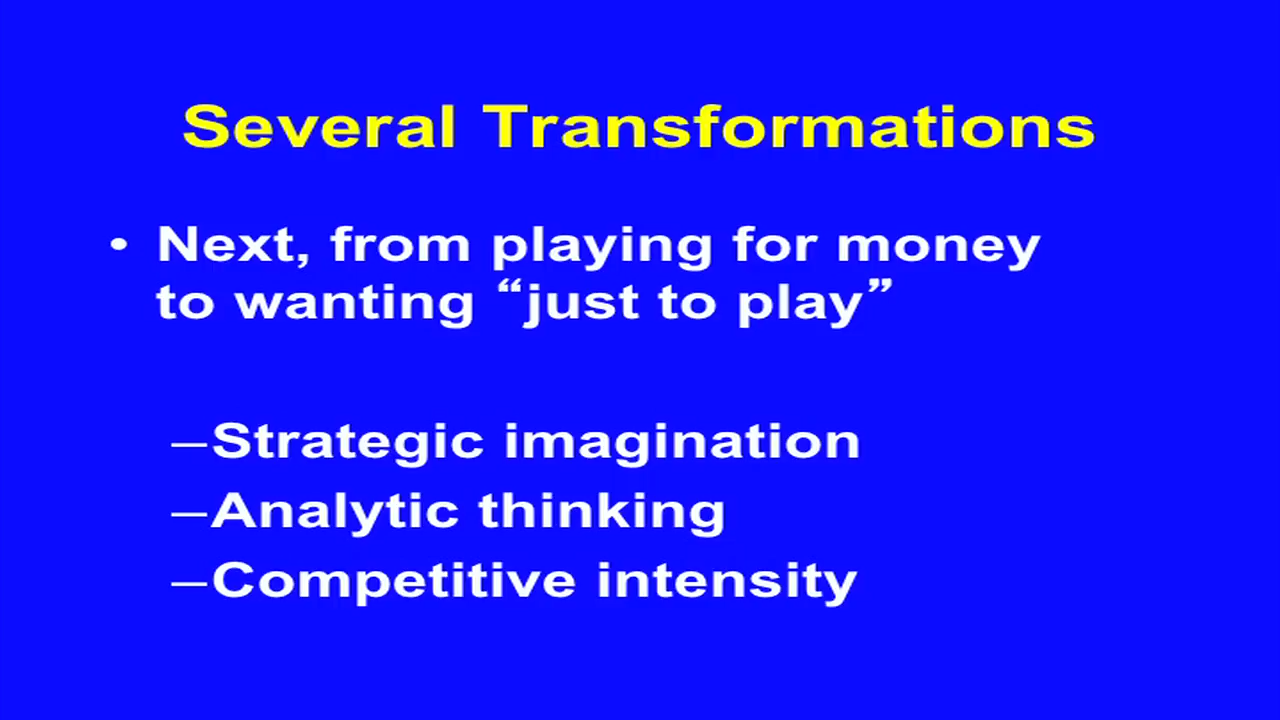 Several Transformations
• Next, from playing for money
to wanting “just to play”
–Strategic imagination
–Analytic thinking
–Competitive intensity